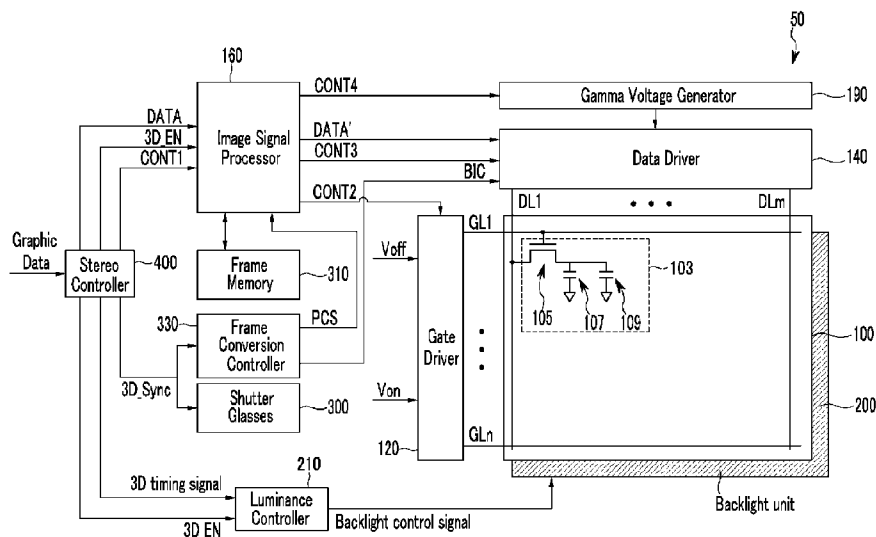 50
160
CONT4
Gamma Voltage Generator
190
DATA
3D_EN
CONT1
Image Signal
Processor
DATA'
CONT3
BIC
Data Driver
140
CONT2
DL1
• • •
DLm
Graphic
Data
Stereo
Controller
400
Frame
Memory
310
Voff
GL1
103
105
107
109
330
Frame
Conversion
Controller
PCS
Gate
Driver
100
3D_Sync
Shutter
Glasses
300
Von
200
120
GLn
210
3D timing signal
Luminance
Controller
3D_EN
Backlight control signal
Backlight unit